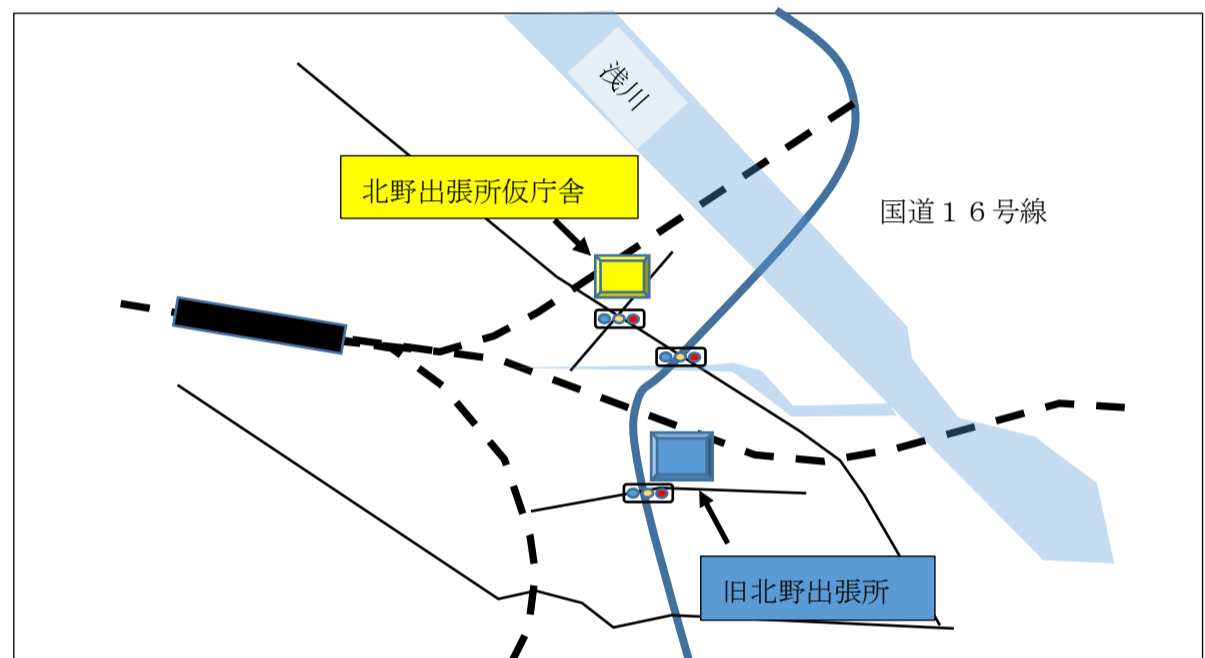 浅川
北野出張所仮庁舎
国道１６号線
旧北野出張所